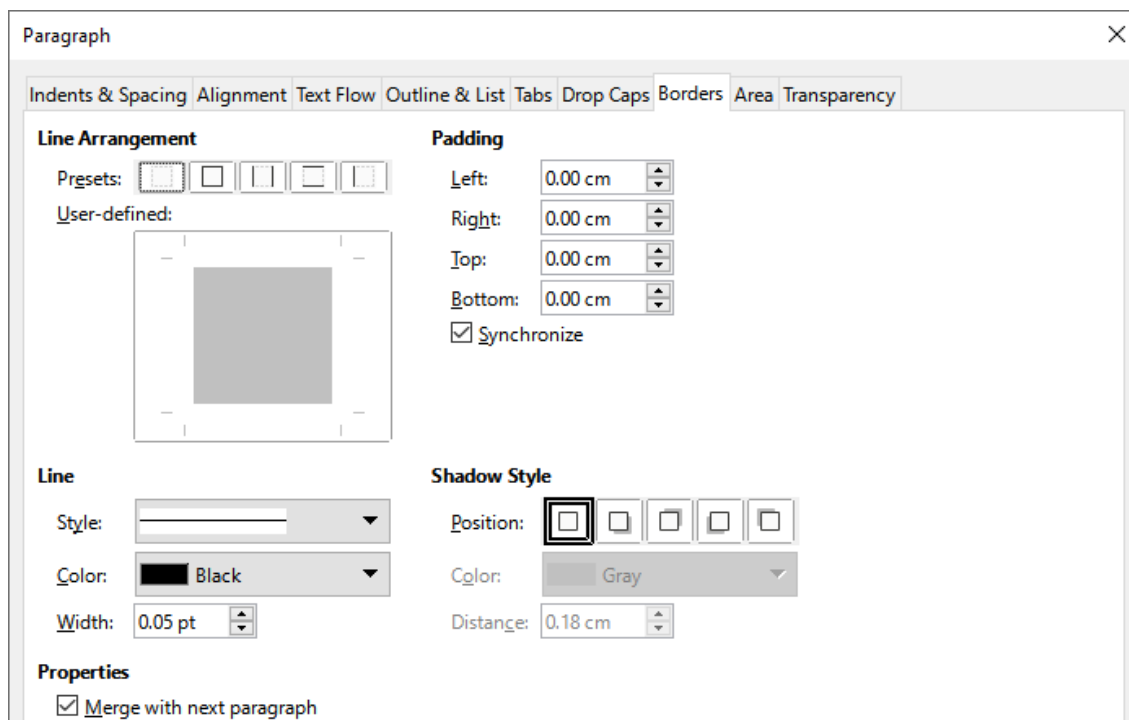 Paragraph
Indents & Spacing Alignment Text Flow Outline & List Tabs Drop Caps Borders Area Transparency
Line Arrangement
Presets:
User-defined:
Padding
Left: 0.00 cm
Right: 0.00 cm
Top: 0.00 cm
Bottom: 0.00 cm
Synchronize
Line
Style:
Color: Black
Width: 0.05 pt
Shadow Style
Position:
Color: Gray
Distance: 0.18 cm
Properties
Merge with next paragraph